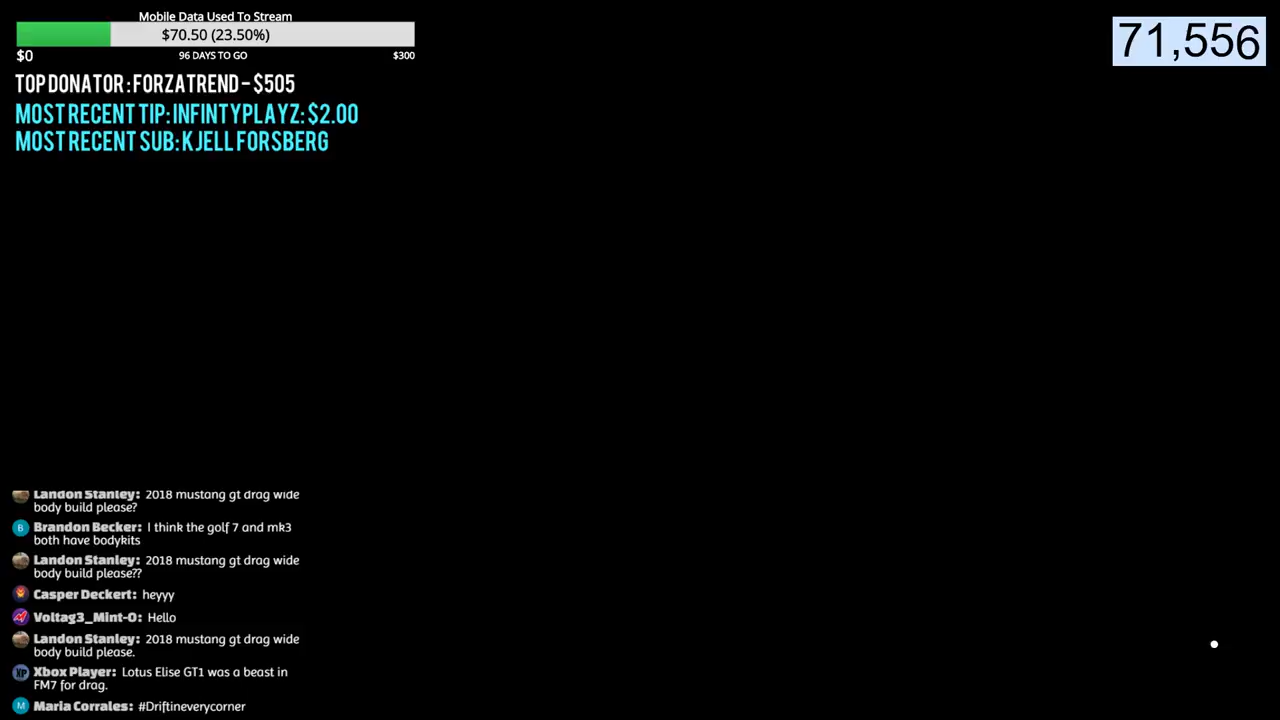 Mobile Data Used To Stream
$70.50 (23.50%)
$0
96 DAYS TO GO
$300
71,556
TOP DONATOR : FORZATREND - $505
MOST RECENT TIP: INFINTYPLAYZ: $2.00
MOST RECENT SUB: KJELL FORSBERG
Landon Stanley: 2018 mustang gt drag wide
body build please?
B
Brandon Becker: I think the golf 7 and mk3
both have bodykits
Landon Stanley: 2018 mustang gt drag wide
body build please??
Casper Deckert: heyyy
Voltag3_Mint-O: Hello
Landon Stanley: 2018 mustang gt drag wide
body build please.
XP
Xbox Player: Lotus Elise GT1 was a beast in
FM7 for drag.
M
Maria Corrales: #Driftineverycorner